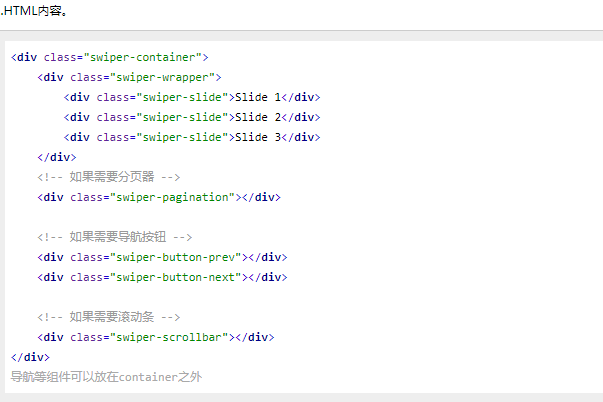 .HTML内容。
<div class="swiper-container">
    <div class="swiper-wrapper">
        <div class="swiper-slide">Slide 1</div>
        <div class="swiper-slide">Slide 2</div>
        <div class="swiper-slide">Slide 3</div>
    </div>
    <!-- 如果需要分页器 -->
    <div class="swiper-pagination"></div>

    <!-- 如果需要导航按钮 -->
    <div class="swiper-button-prev"></div>
    <div class="swiper-button-next"></div>

    <!-- 如果需要滚动条 -->
    <div class="swiper-scrollbar"></div>
</div>
导航等组件可以放在container之外